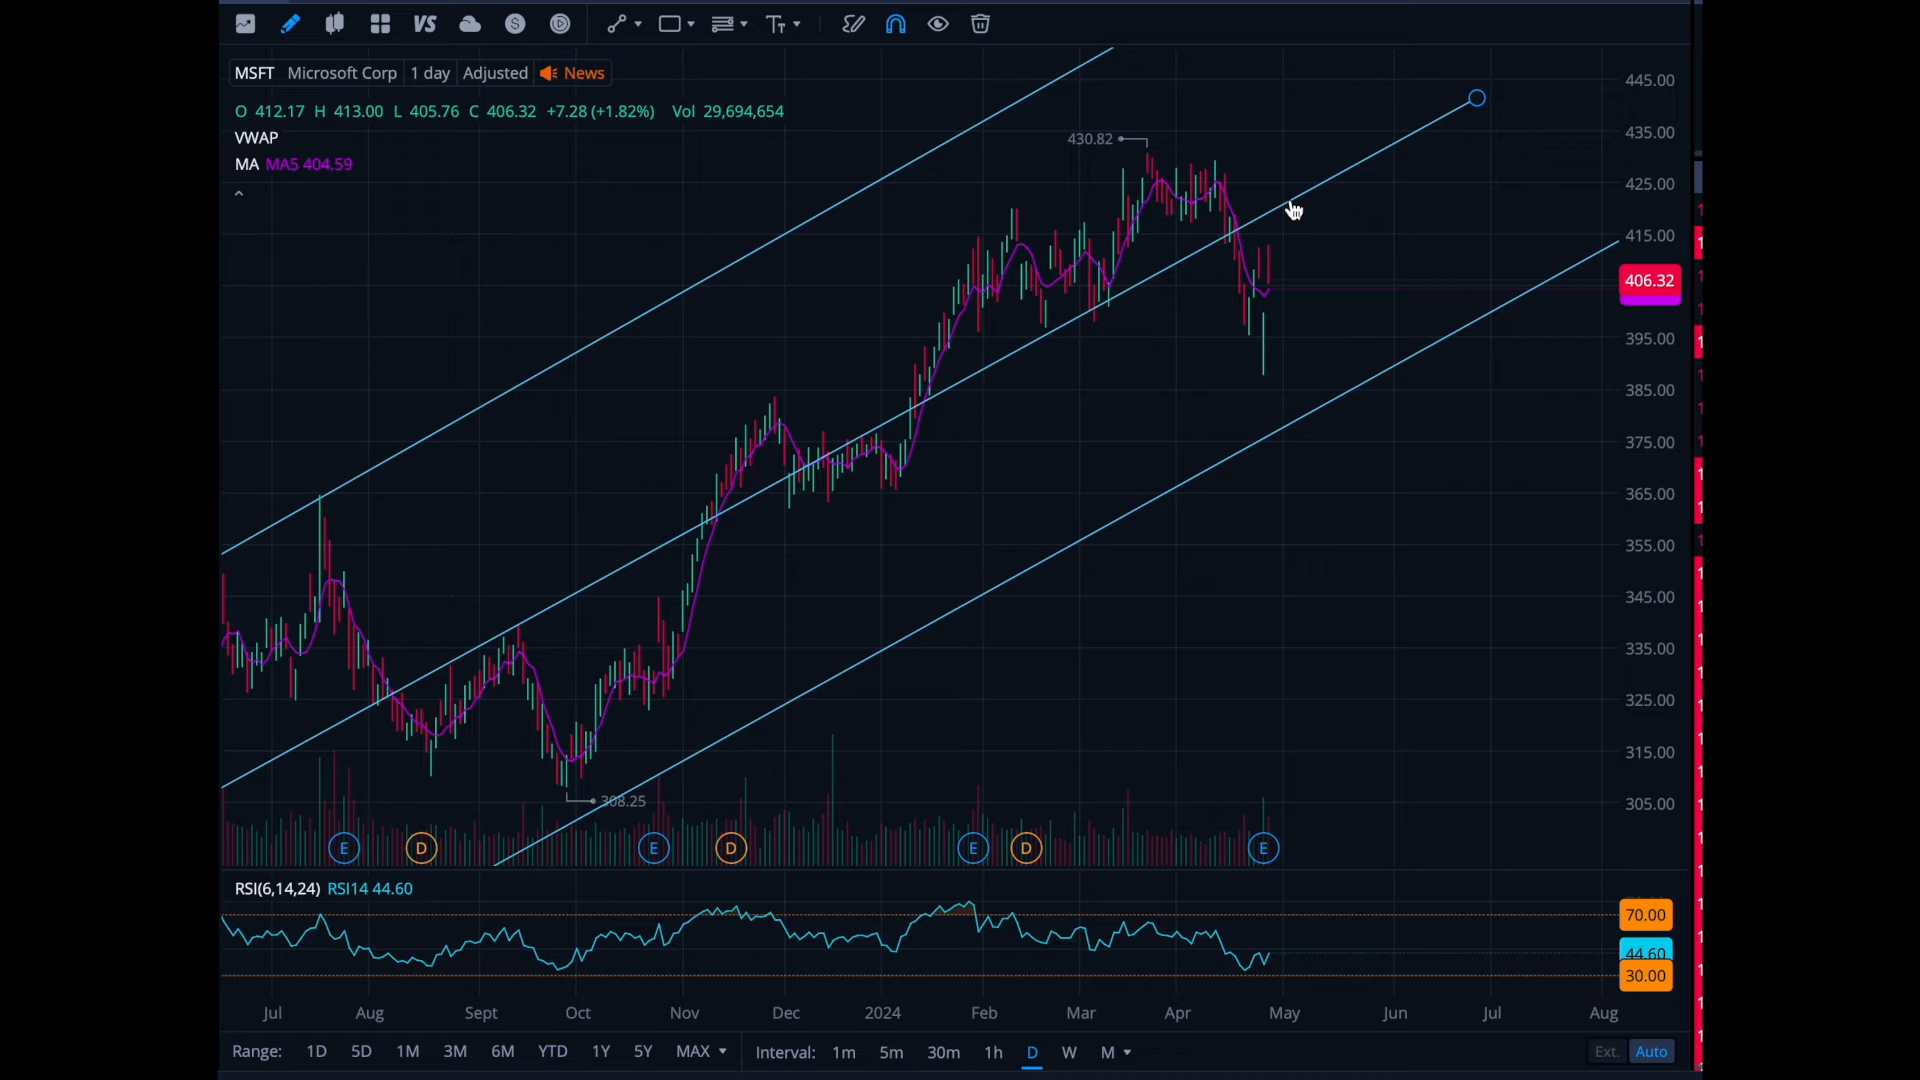 VS
MSFT Microsoft Corp 1 day Adjusted News
O 412.17 H 413.00 L 405.76 C 406.32 +7.28 (+1.82%) Vol 29,694,654
VWAP
MA MA5 404.59
430.82
308.25
445.00
435.00
425.00
415.00
406.32
395.00
385.00
375.00
365.00
355.00
345.00
335.00
325.00
315.00
305.00
E D E D E D E
RSI(6,14,24) RSI14 44.60
70.00
44.60
30.00
Jul Aug Sept Oct Nov Dec 2024 Feb Mar Apr May Jun Jul Aug
Range: 1D 5D 1M 3M 6M YTD 1Y 5Y MAX Interval: 1m 5m 30m 1h D W M Ext. Auto